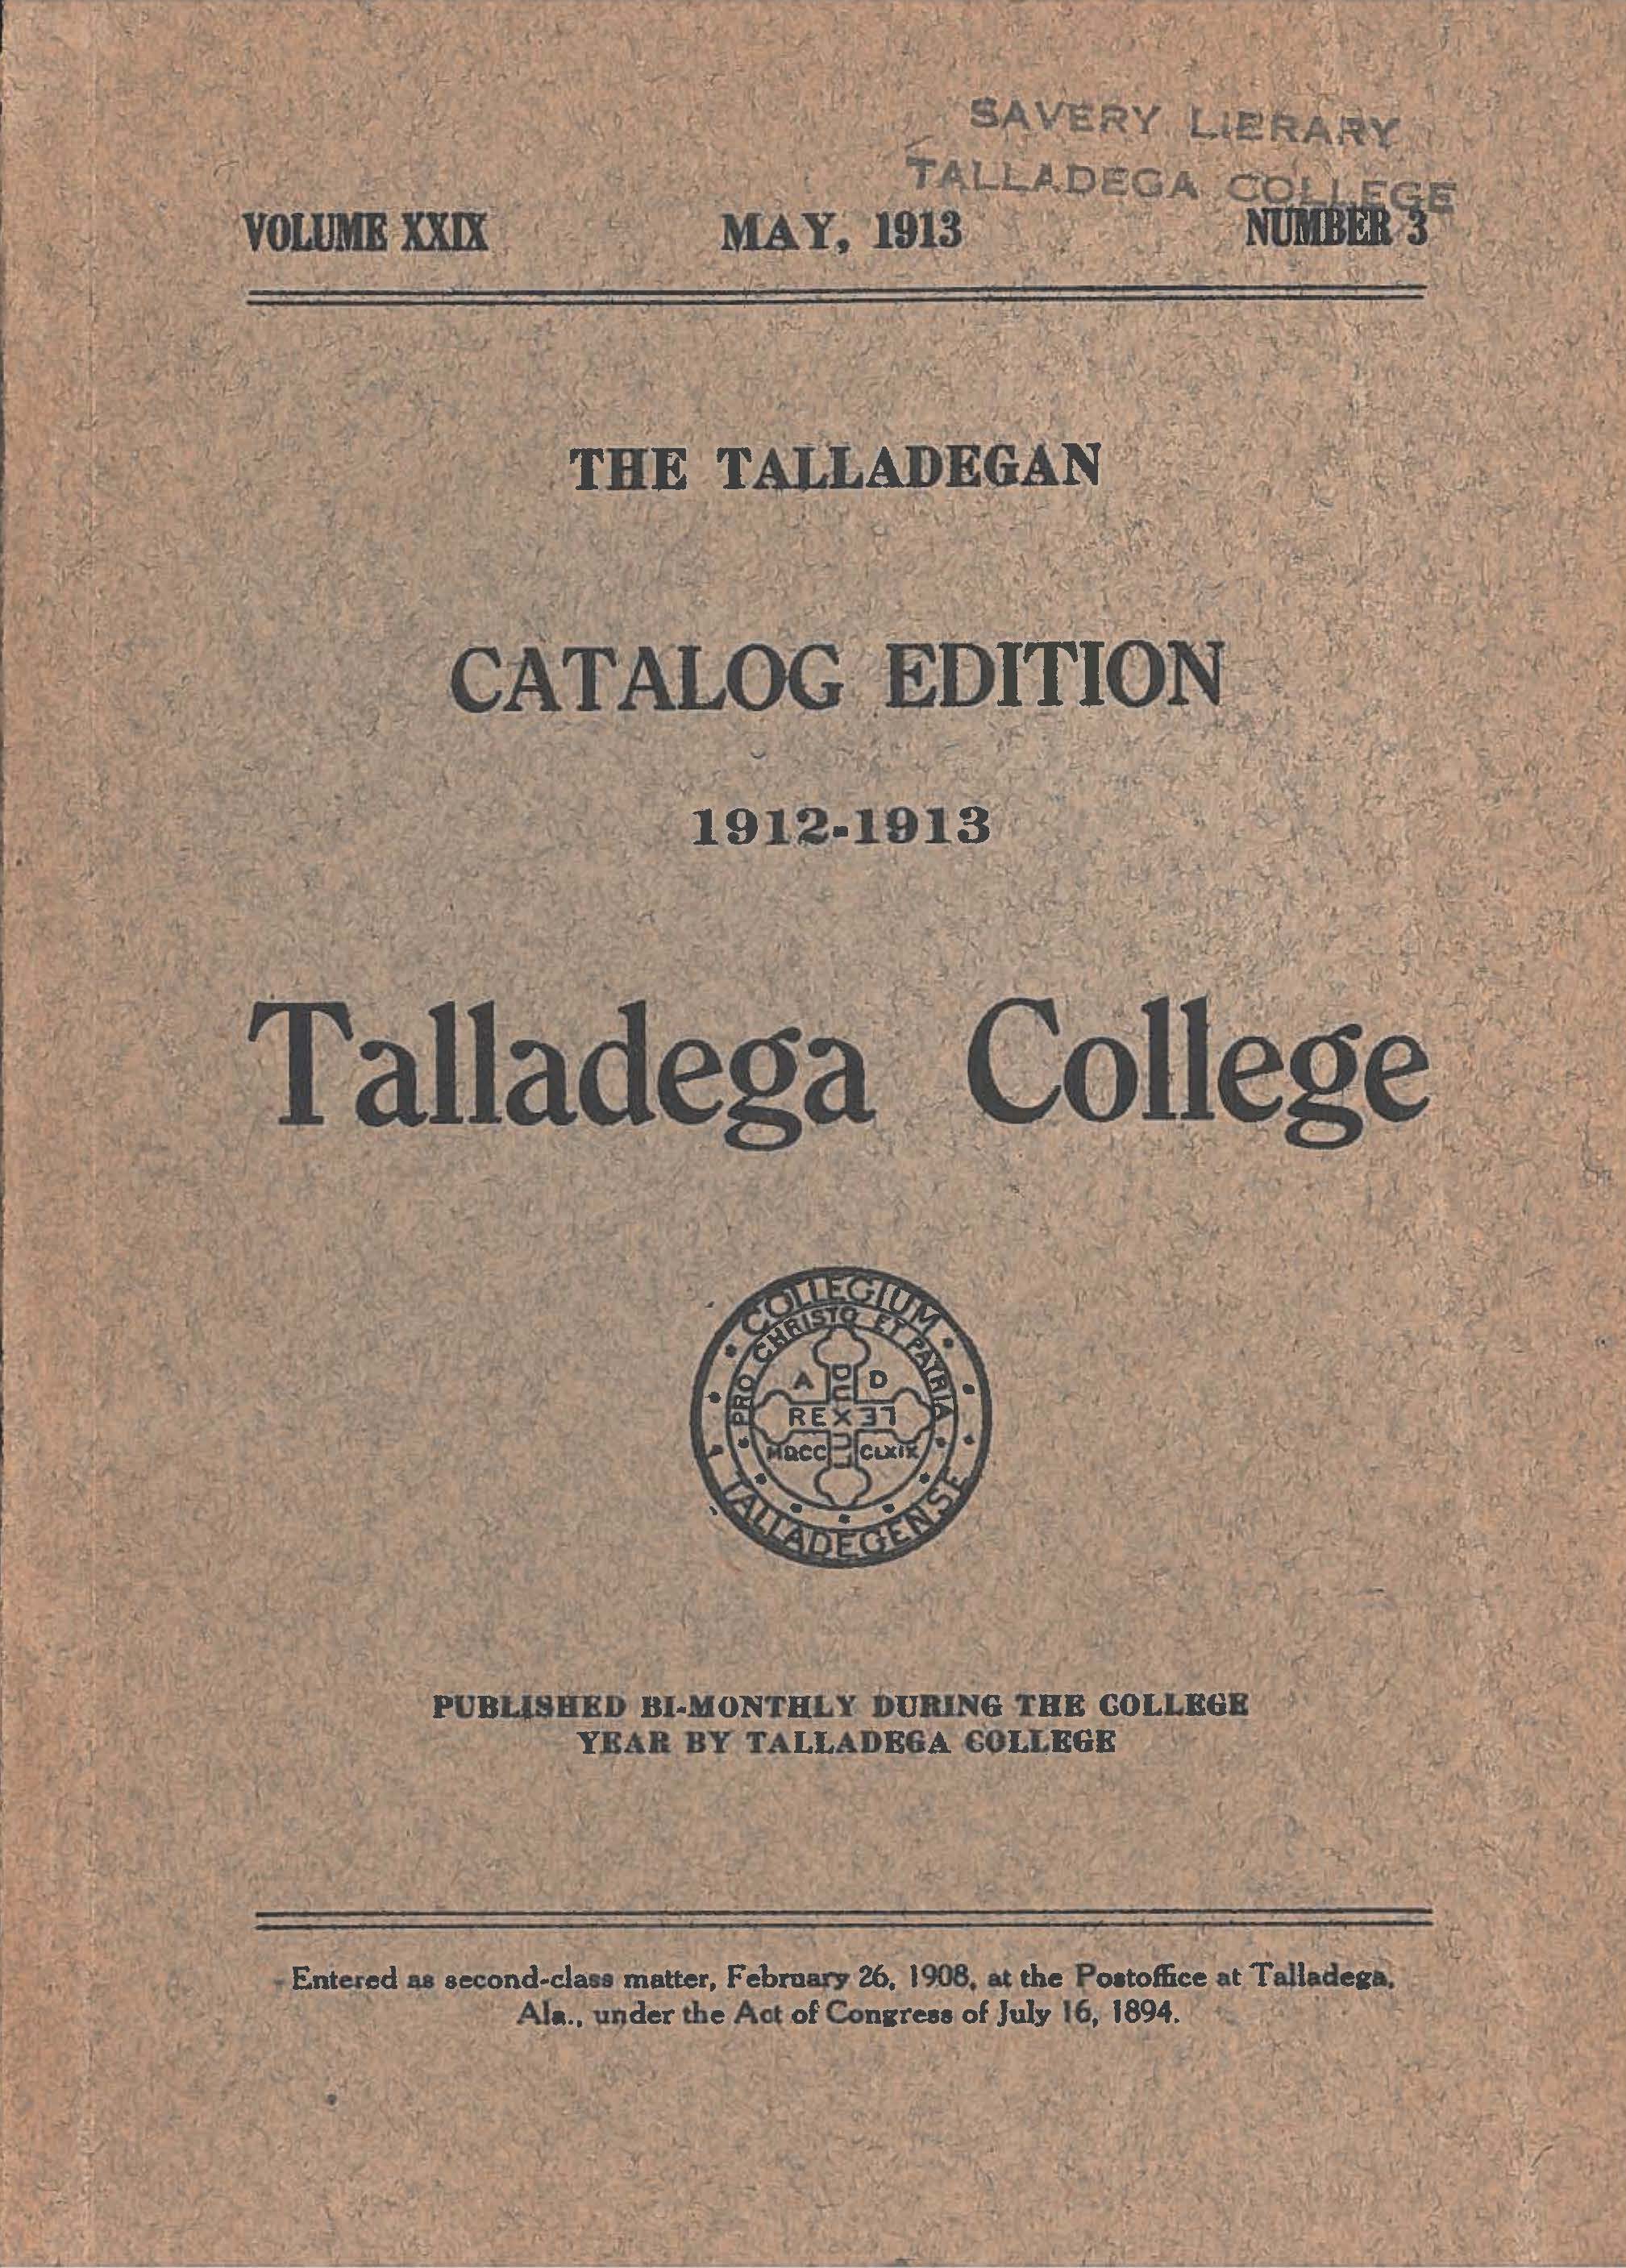 SAVERY LIBRARY
TALLADEGA COLLEGE
VOLUME XXIX MAY, 1913 NUMBER 3
THE TALLADEGAN
CATALOG EDITION
1912-1913
Talladega College
COLLEGIUM
PRO CHRISTO ET PATRIA
A D
REX
MDCCC CLXIX
TALLADEGENSE
PUBLISHED BI-MONTHLY DURING THE COLLEGE
YEAR BY TALLADEGA COLLEGE
Entered as second-class matter, February 26, 1908, at the Postoffice at Talladega,
Ala., under the Act of Congress of July 16, 1894.